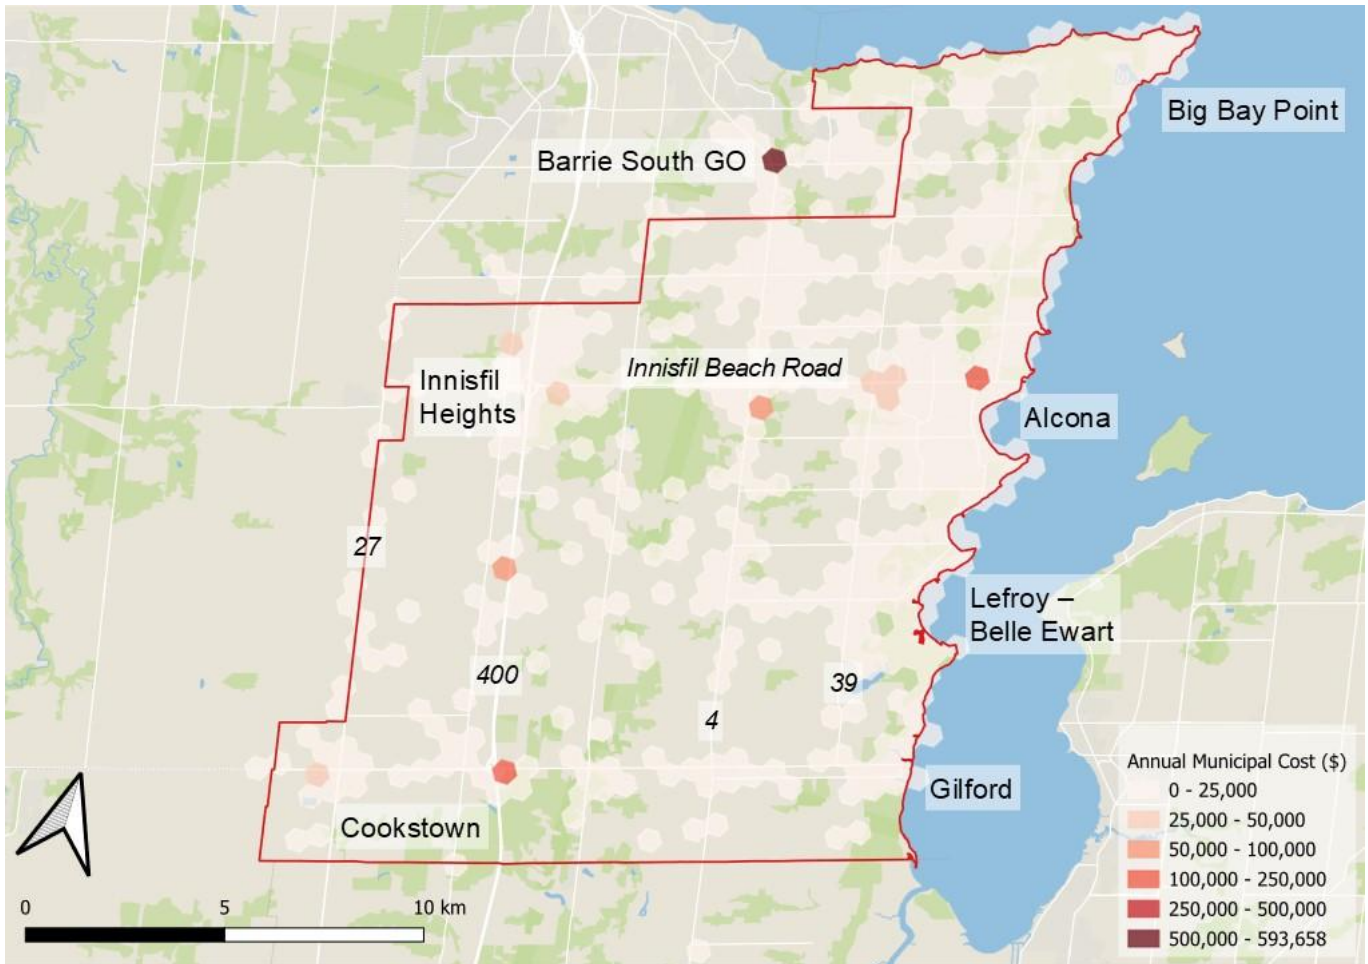 Big Bay Point
Barrie South GO
Innisfil Beach Road
Innisfil
Heights
Alcona
27
Lefroy –
Belle Ewart
400
39
4
Gilford
Cookstown
Annual Municipal Cost ($)
0 - 25,000
25,000 - 50,000
50,000 - 100,000
100,000 - 250,000
250,000 - 500,000
500,000 - 593,658
0 5 10 km